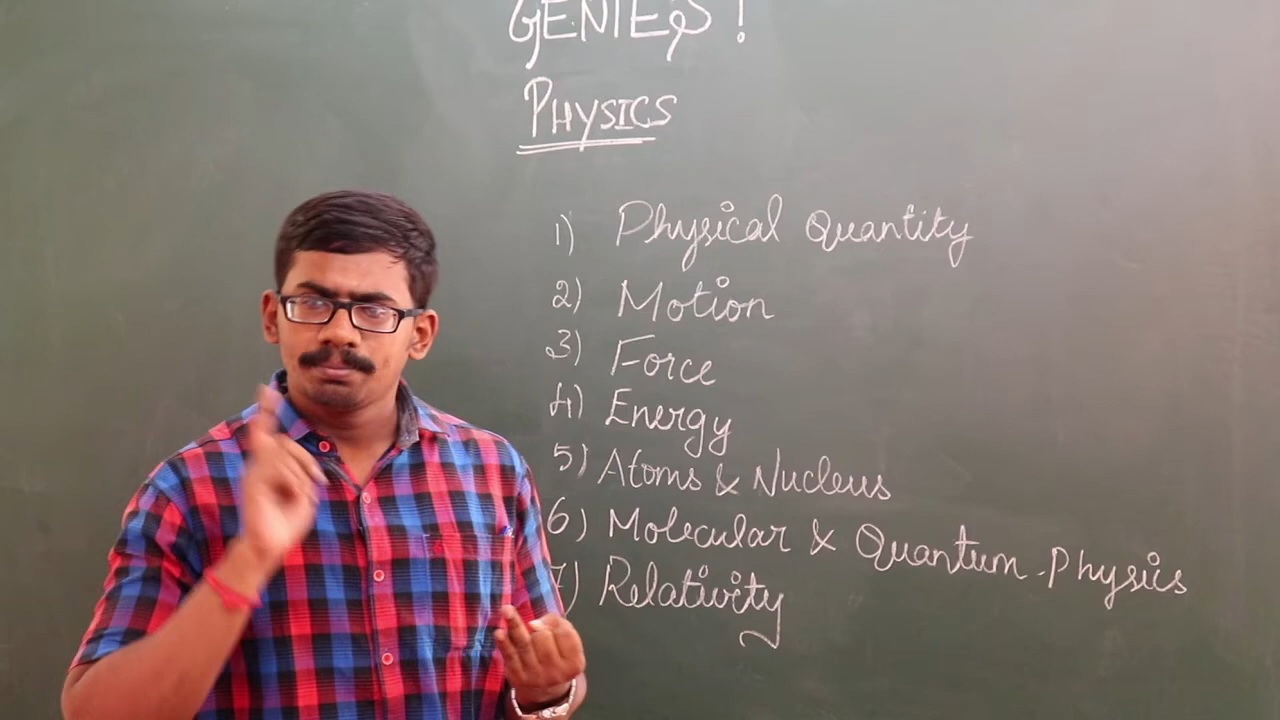 GENIES!
PHYSICS
1) Physical Quantity
2) Motion
3) Force
4) Energy
5) Atoms & Nucleus
6) Molecular & Quantum Physics
7) Relativity